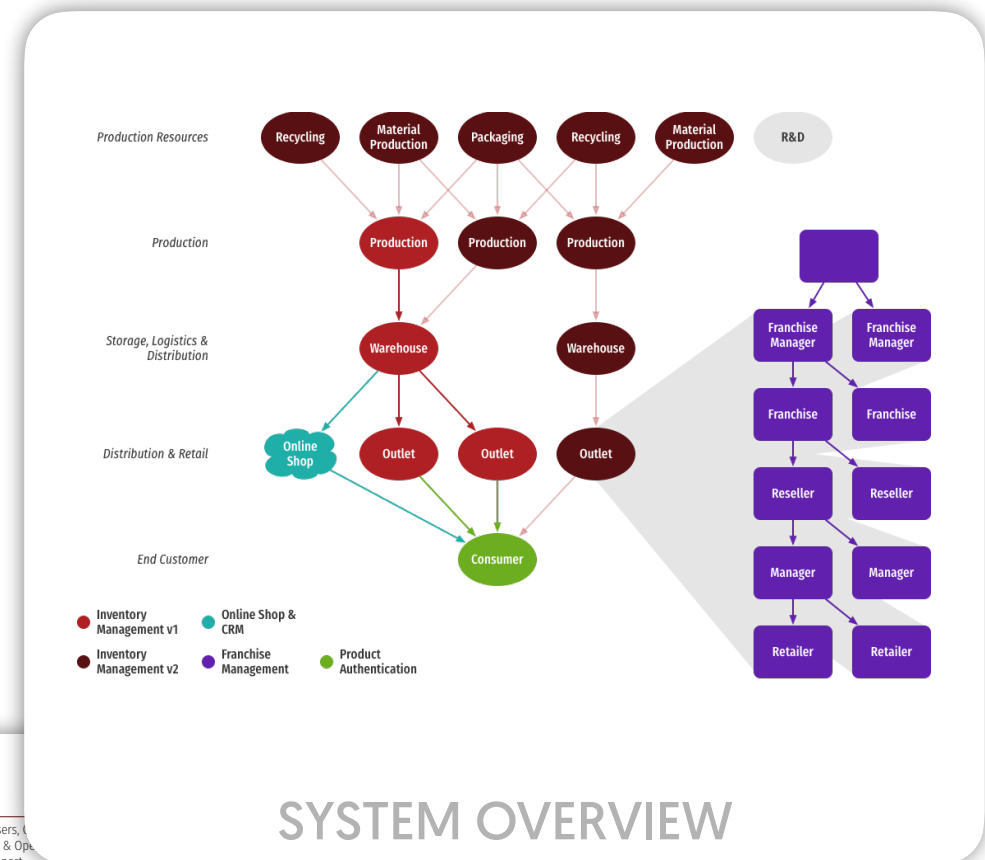 Production Resources
Recycling
Material
Production
Packaging
Recycling
Material
Production
R&D
Production
Production
Production
Production
Storage, Logistics &
Distribution
Warehouse
Warehouse
Distribution & Retail
Online
Shop
Outlet
Outlet
Outlet
End Customer
Consumer
Franchise
Manager
Franchise
Manager
Franchise
Franchise
Reseller
Reseller
Manager
Manager
Retailer
Retailer
Inventory
Management v1
Online Shop &
CRM
Inventory
Management v2
Franchise
Management
Product
Authentication
SYSTEM OVERVIEW